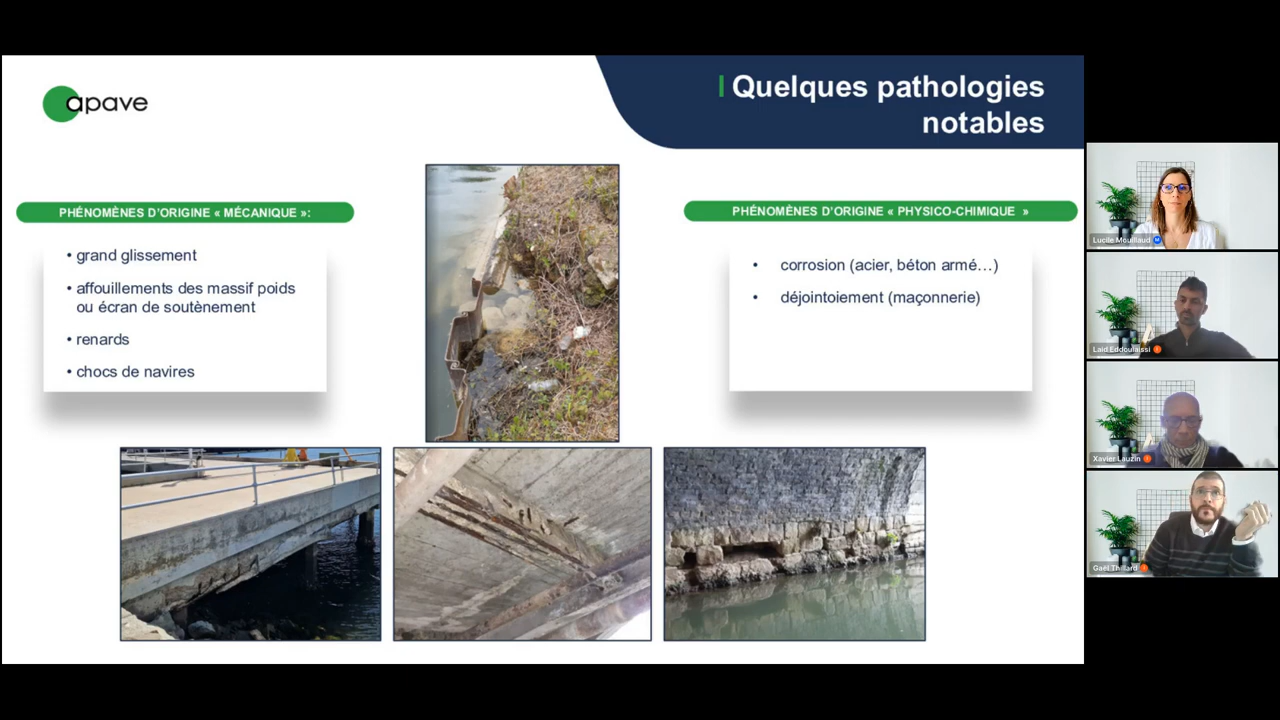 apave
Quelques pathologies
notables
PHÉNOMÈNES D'ORIGINE « MÉCANIQUE »:
• grand glissement
• affouillements des massif poids
ou écran de soutènement
• renards
• chocs de navires
PHÉNOMÈNES D'ORIGINE « PHYSICO-CHIMIQUE »
• corrosion (acier, béton armé…)
• déjointoiement (maçonnerie)
Lucile Mouillaud
Laid Eddoulaissi
Xavier Lauzin
Gaël Thillard